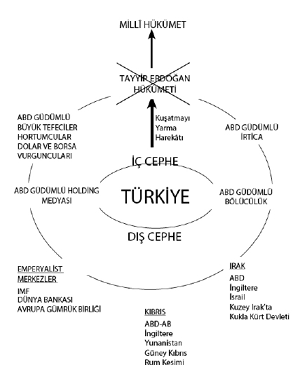 MİLLÎ HÜKÜMET
TAYYİP ERDOĞAN
HÜKÜMETİ
ABD GÜDÜMLÜ
BÜYÜK TEFECİLER
HORTUMCULAR
DOLAR VE BORSA
VURGUNCULARI
Kuşatmayı
Yarma
Harekâtı
ABD GÜDÜMLÜ
İRTİCA
İÇ CEPHE
ABD GÜDÜMLÜ HOLDİNG
MEDYASI
TÜRKİYE
ABD GÜDÜMLÜ
BÖLÜCÜLÜK
DIŞ CEPHE
EMPERYALİST
MERKEZLER
IMF
DÜNYA BANKASI
AVRUPA GÜMRÜK BİRLİĞİ
KIBRIS
ABD-AB
İngiltere
Yunanistan
Güney Kıbrıs
Rum Kesimi
IRAK
ABD
İngiltere
İsrail
Kuzey Irak'ta
Kukla Kürt Devleti